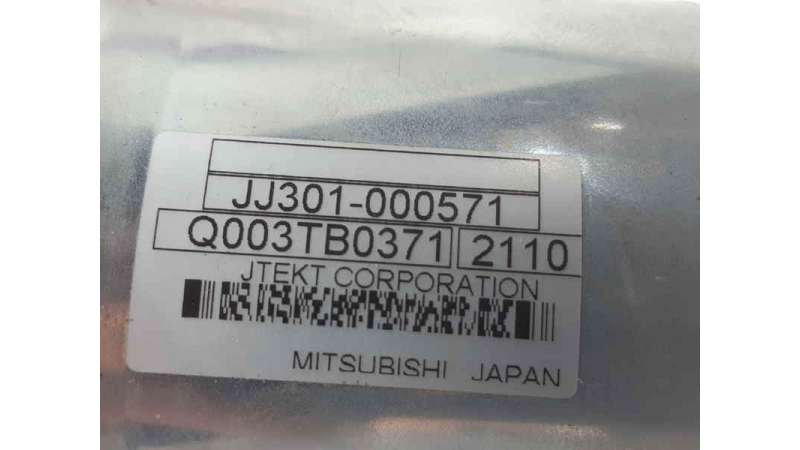 JJ301-000571
Q003TB0371 2110
JTEKT CORPORATION
MITSUBISHI JAPAN